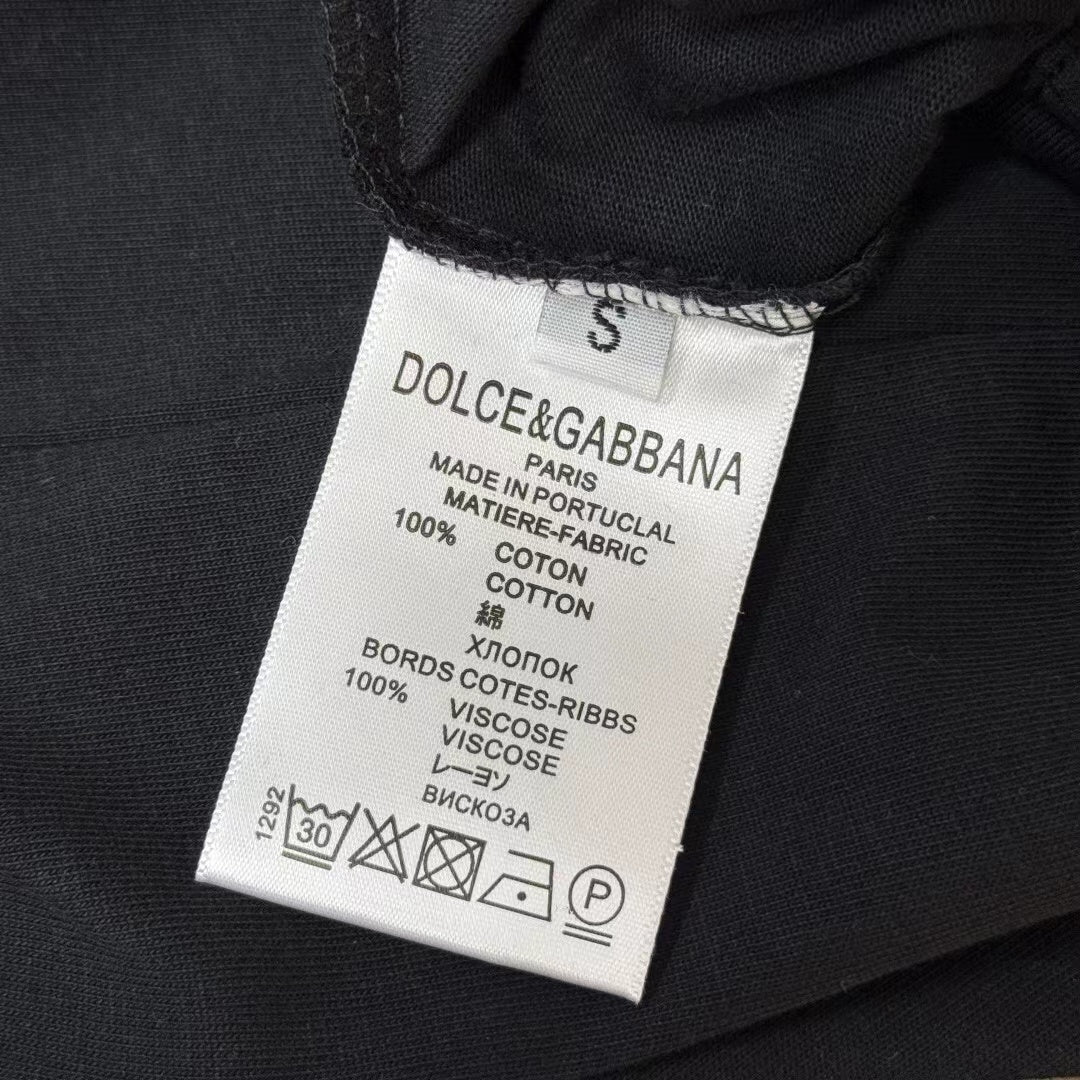 S
DOLCE&GABBANA
PARIS
MADE IN PORTUCLAL
MATIERE-FABRIC
100% COTON
COTTON
綿
ХЛОПОК
BORDS COTES-RIBBS
100% VISCOSE
VISCOSE
レーヨソ
ВИСКОЗА
1292
30
P